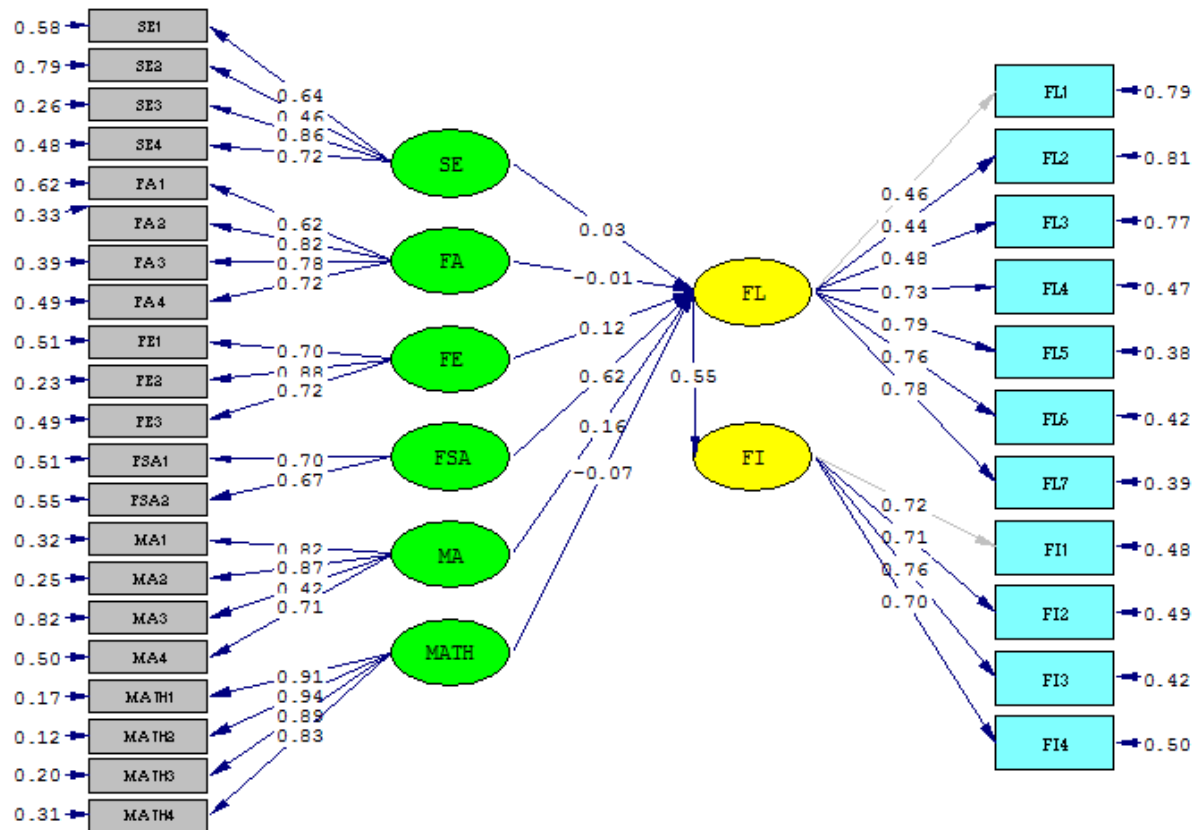 0.58 SE1
0.79 SE2
0.26 SE3
0.48 SE4
0.62 FA1
0.33 FA2
0.39 FA3
0.49 FA4
0.51 FE1
0.23 FE2
0.49 FE3
0.51 FSA1
0.55 FSA2
0.32 MA1
0.25 MA2
0.82 MA3
0.50 MA4
0.17 MATH1
0.12 MATH2
0.20 MATH3
0.31 MATH4
0.64
0.46
0.86
0.72
0.62
0.82
0.78
0.72
0.70
0.88
0.72
0.70
0.67
0.82
0.87
0.42
0.71
0.91
0.94
0.89
0.83
SE
FA
FE
FSA
MA
MATH
0.03
-0.01
0.12
0.62
0.16
-0.07
FL
0.55
FI
0.46
0.44
0.48
0.73
0.79
0.76
0.78
0.72
0.71
0.76
0.70
FL1 0.79
FL2 0.81
FL3 0.77
FL4 0.47
FL5 0.38
FL6 0.42
FL7 0.39
FI1 0.48
FI2 0.49
FI3 0.42
FI4 0.50